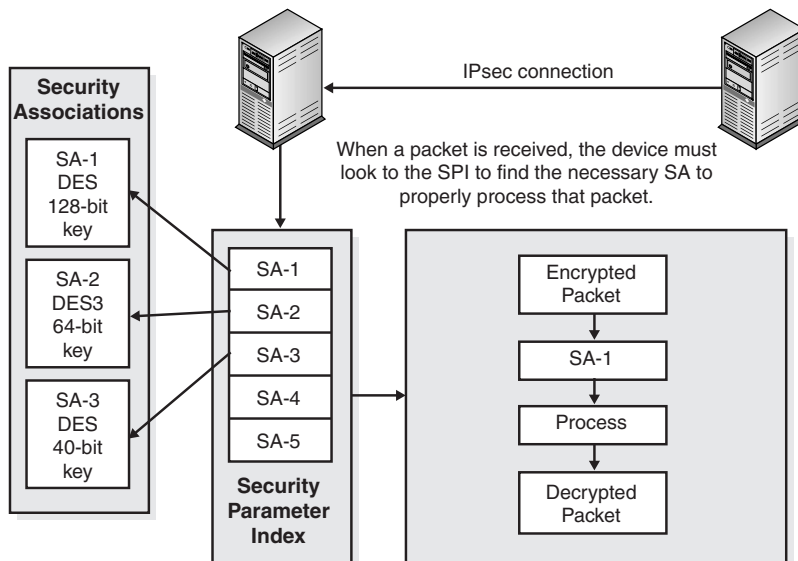 Security
Associations
SA-1
DES
128-bit
key
SA-2
DES3
64-bit
key
SA-3
DES
40-bit
key
IPsec connection
When a packet is received, the device must
look to the SPI to find the necessary SA to
properly process that packet.
SA-1
SA-2
SA-3
SA-4
SA-5
Security
Parameter
Index
Encrypted
Packet
SA-1
Process
Decrypted
Packet